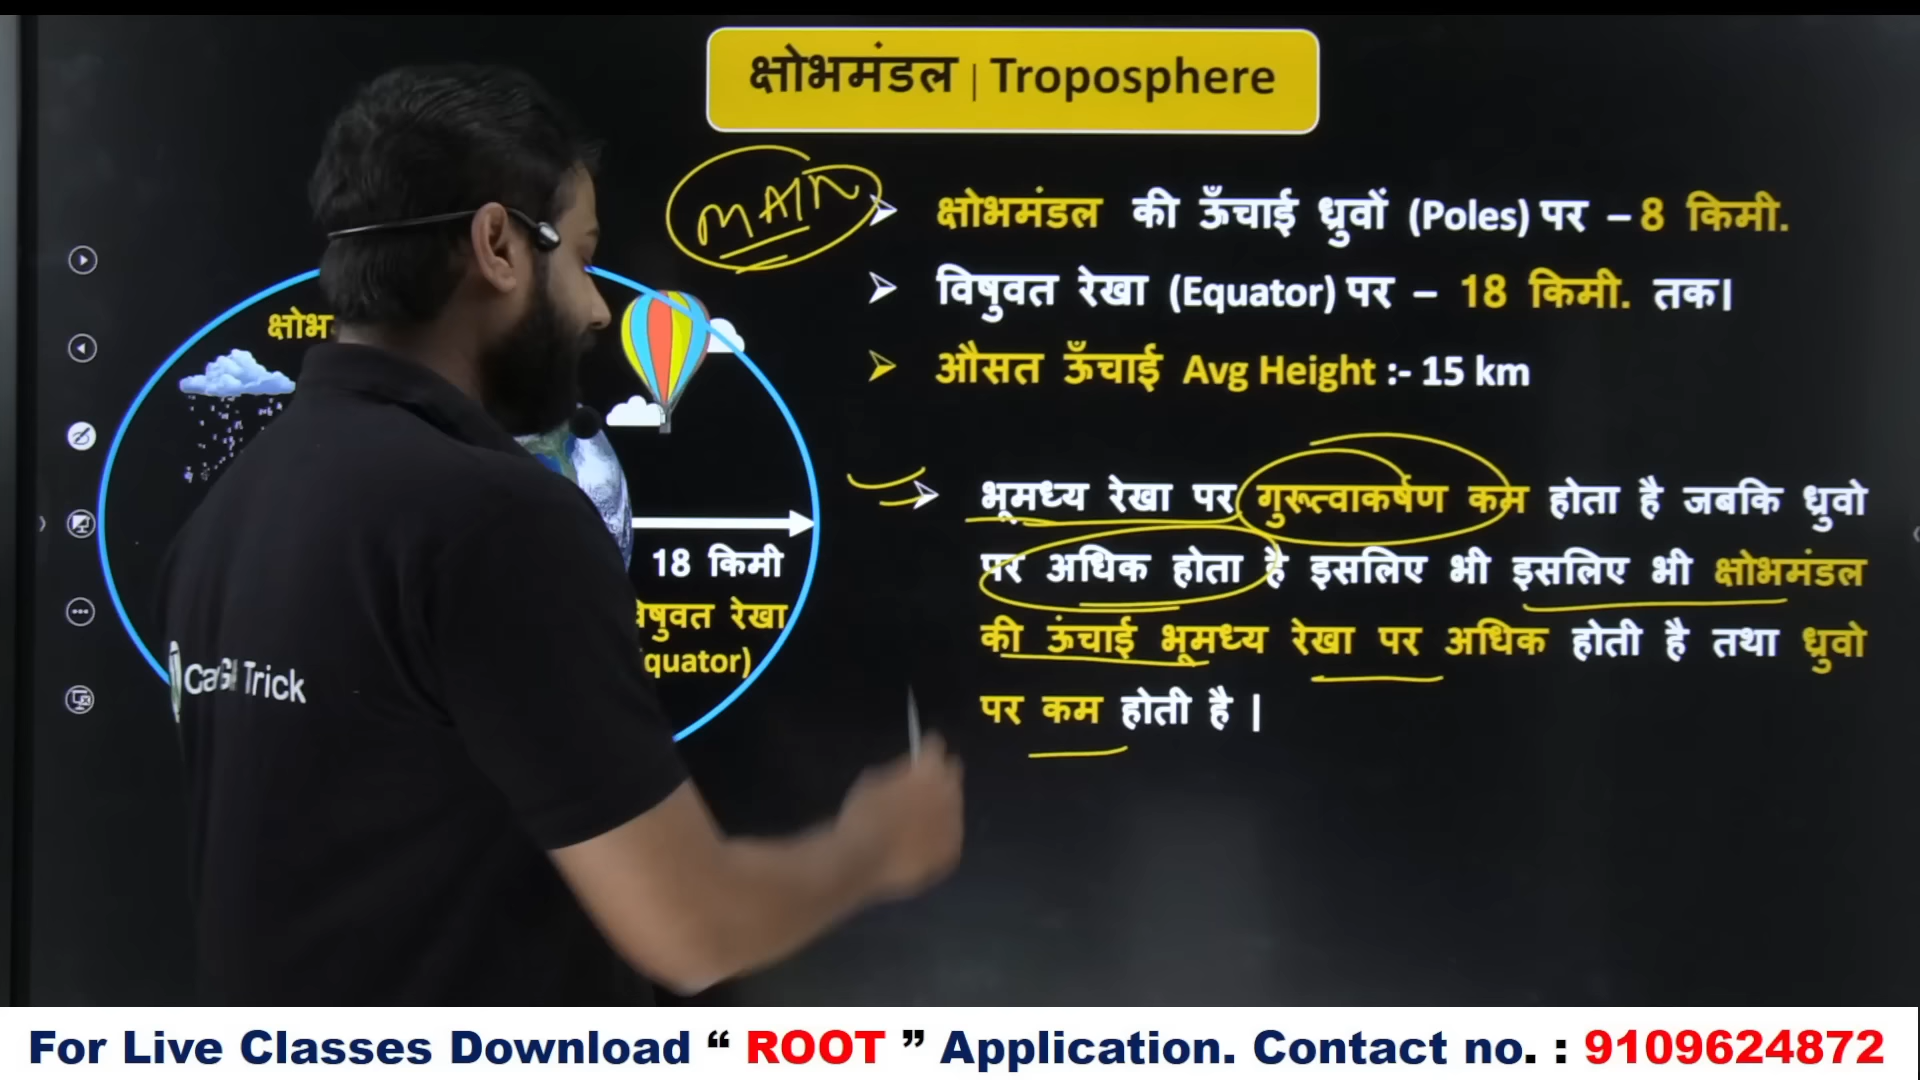 क्षोभमंडल | Troposphere
MAIN
क्षोभमंडल की ऊँचाई ध्रुवों (Poles) पर – 8 किमी.
विषुवत रेखा (Equator) पर – 18 किमी. तक।
औसत ऊँचाई Avg Height :- 15 km
भूमध्य रेखा पर गुरुत्वाकर्षण कम होता है जबकि ध्रुवो
पर अधिक होता है इसलिए भी इसलिए भी क्षोभमंडल
की ऊंचाई भूमध्य रेखा पर अधिक होती है तथा ध्रुवो
पर कम होती है |
क्षोभ
18 किमी
रेखा
quator)
Trick
For Live Classes Download “ ROOT ” Application. Contact no. : 9109624872